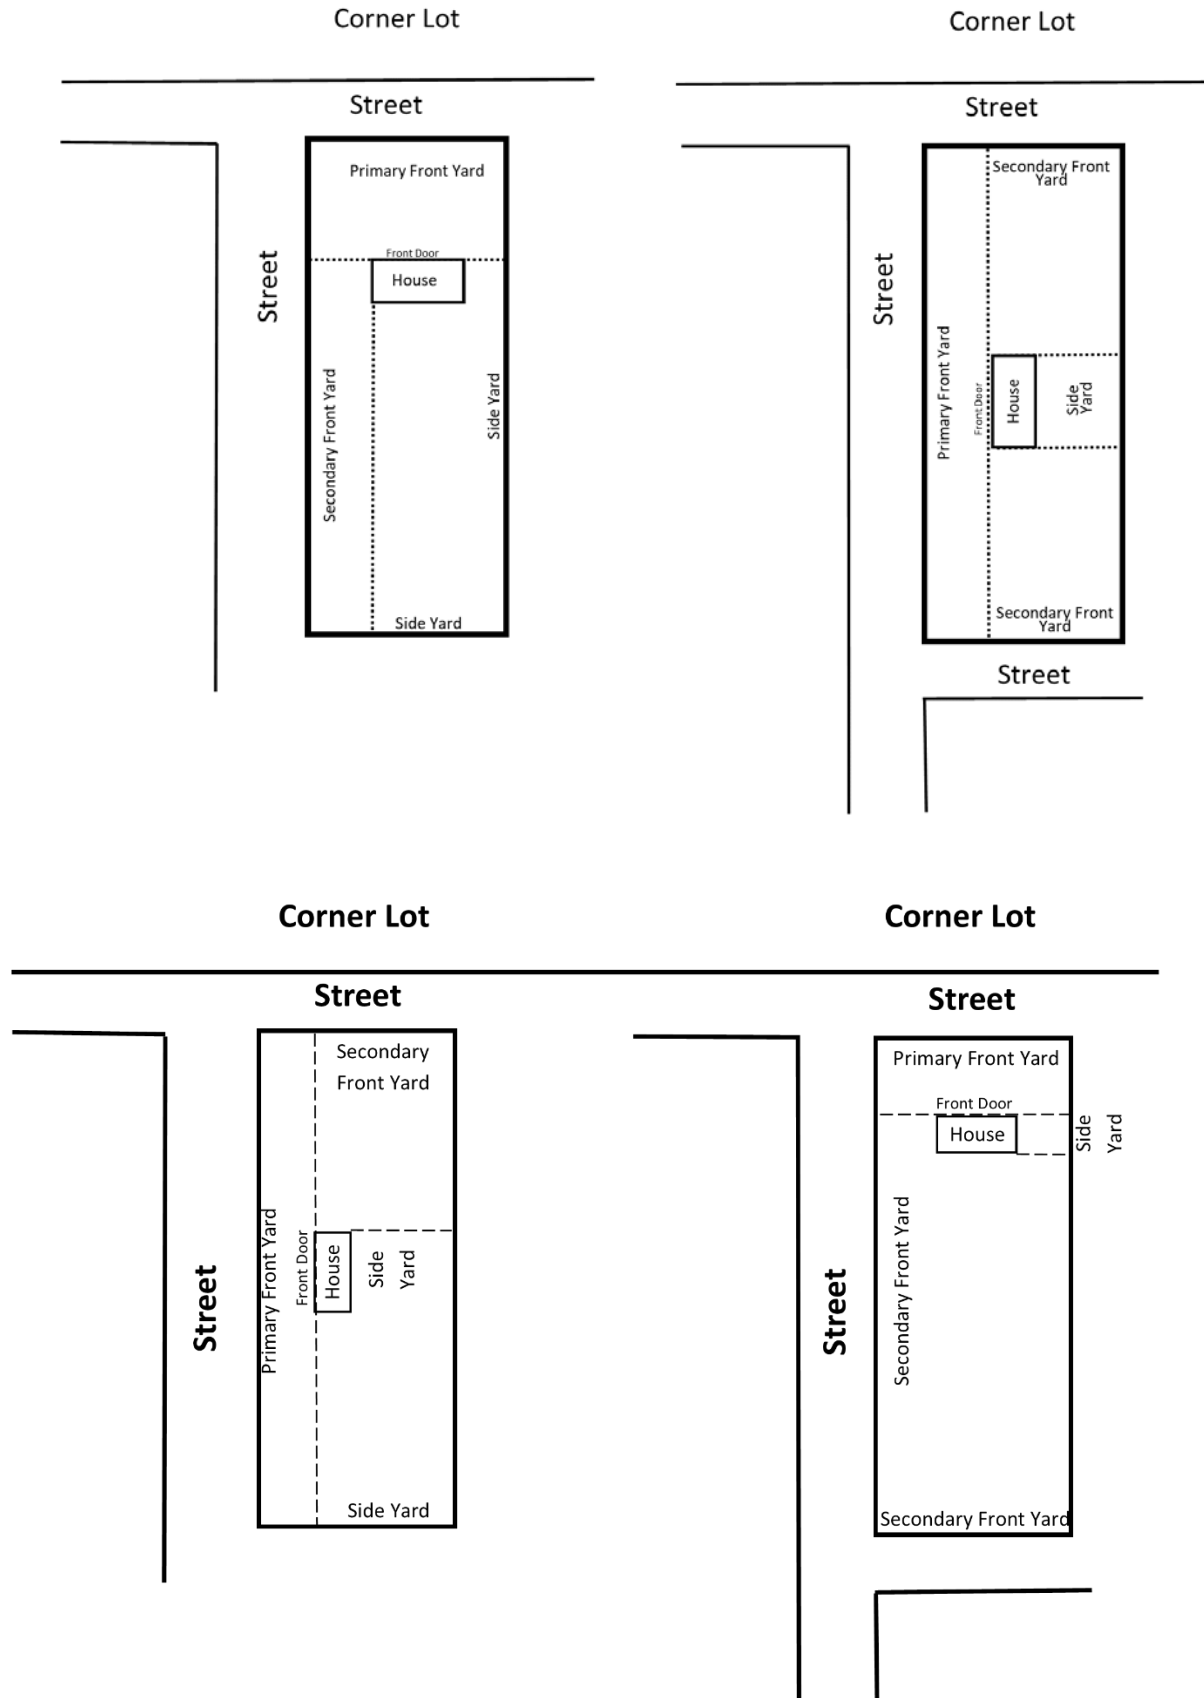 Corner Lot
Street
Primary Front Yard
Front Door
House
Street
Secondary Front Yard
Side Yard
Side Yard
Corner Lot
Street
Secondary Front
Yard
Street
Primary Front Yard
Front Door
House
Side
Yard
Secondary Front
Yard
Street
Corner Lot
Street
Secondary
Front Yard
Street
Primary Front Yard
Front Door
House
Side
Yard
Side Yard
Corner Lot
Street
Primary Front Yard
Front Door
House
Side
Yard
Street
Secondary Front Yard
Secondary Front Yard